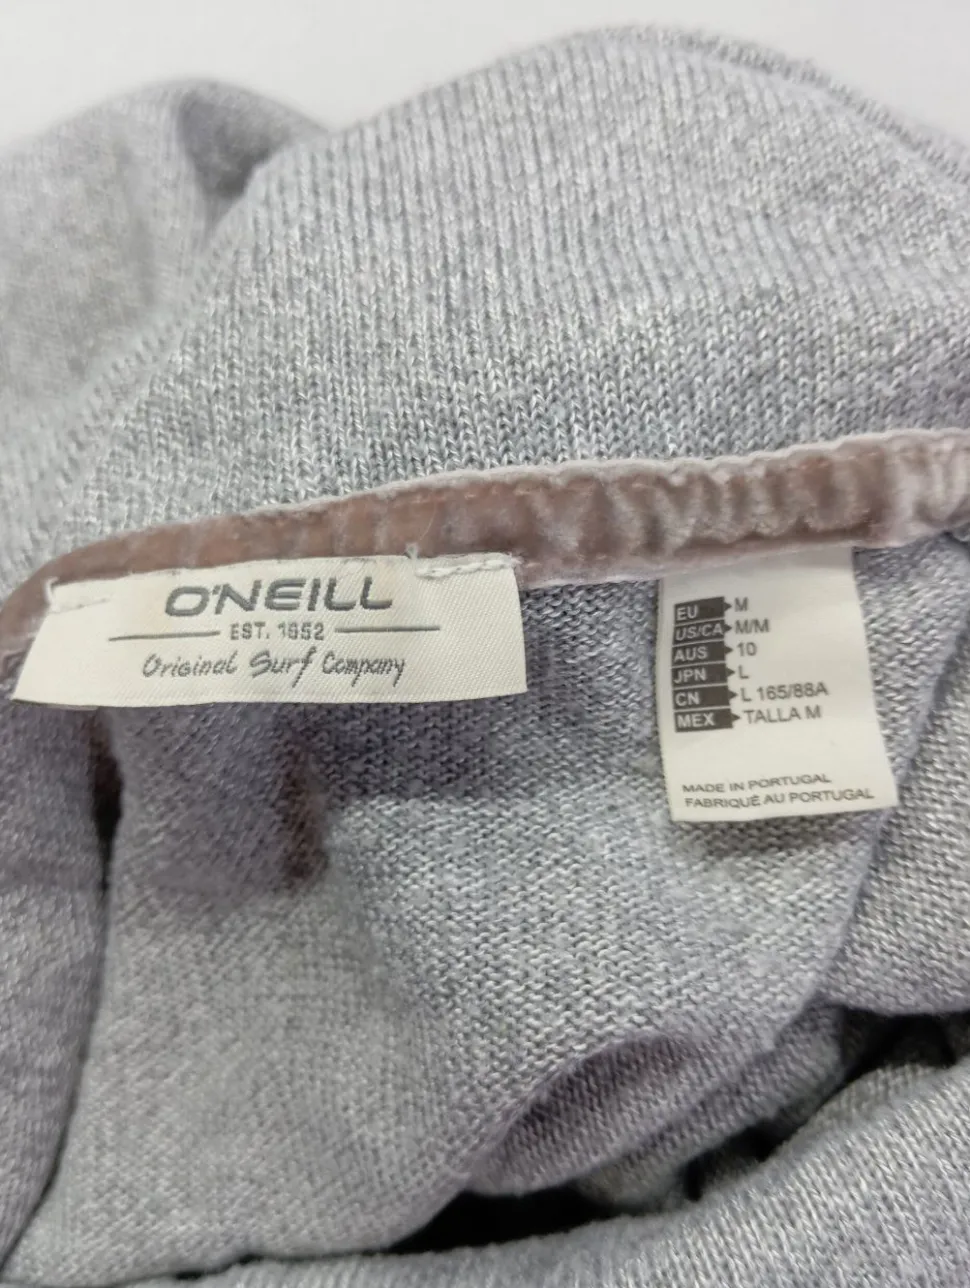 O'NEILL
EST. 1952
Original Surf Company
EU M
US/CA M/M
AUS 10
JPN L
CN L 165/88A
MEX TALLA M
MADE IN PORTUGAL
FABRIQUÉ AU PORTUGAL